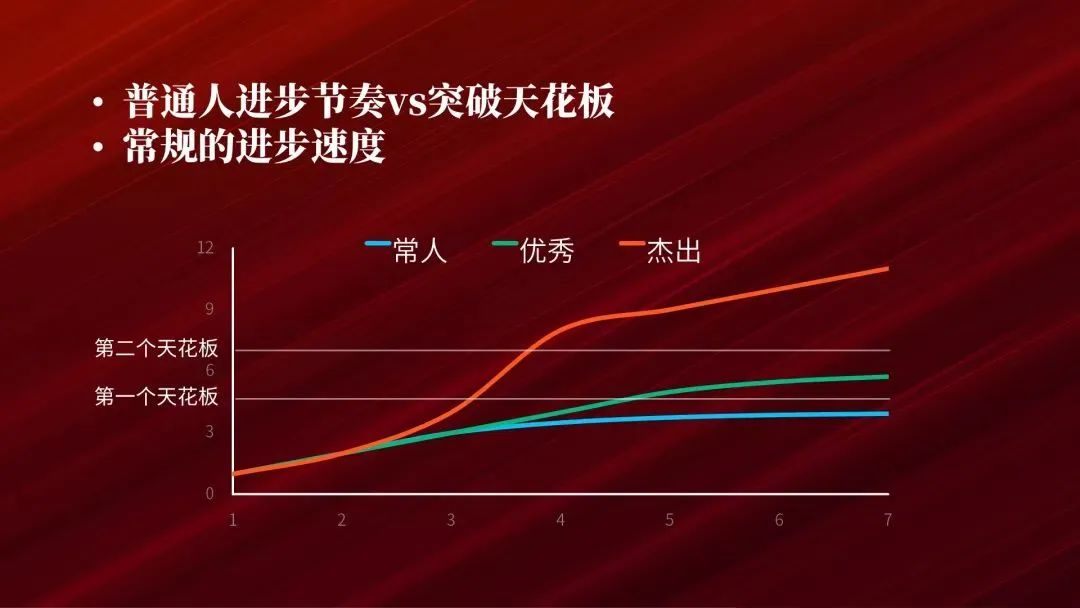 • 普通人进步节奏vs突破天花板
• 常规的进步速度
常人 优秀 杰出
12
9
第二个天花板
6
第一个天花板
3
0
1 2 3 4 5 6 7